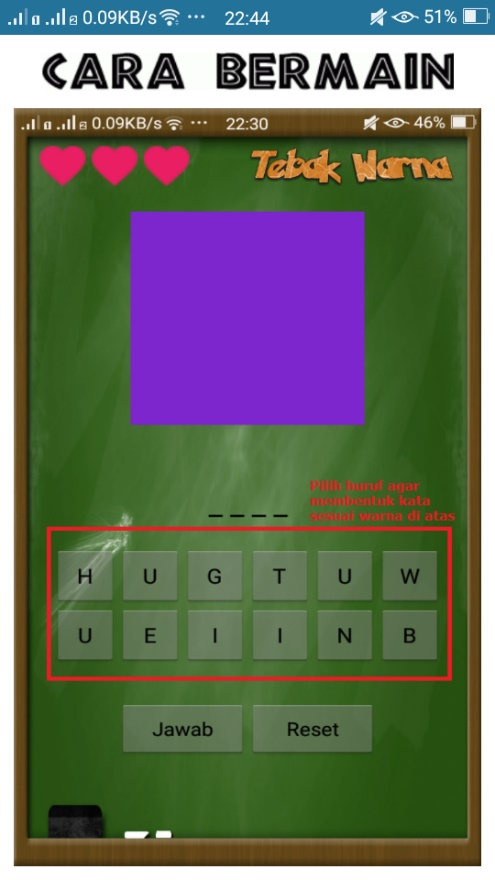 0.09KB/s ... 22:44 51%
CARA BERMAIN
0.09KB/s ... 22:30 46%
Tebak Warna
Pilih huruf agar
membentuk kata
sesuai warna di atas
_ _ _ _
H U G T U W
U E I I N B
Jawab Reset